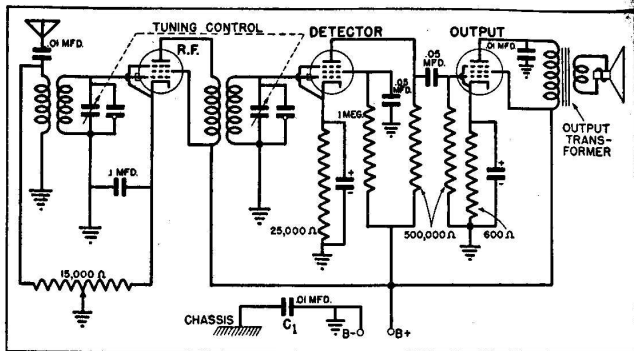 TUNING CONTROL
DETECTOR
OUTPUT
.01 MFD.
R.F.
.05
MFD.
.01 MFD.
.05
MFD.
1 MEG.
OUTPUT
TRANS-
FORMER
.1 MFD.
25,000 Ω
500,000 Ω
600 Ω
15,000 Ω
CHASSIS
.01 MFD.
C1
B-
B+